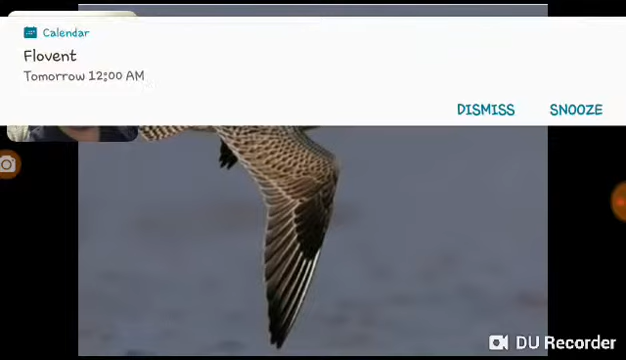 Calendar
Flovent
Tomorrow 12:00 AM
DISMISS SNOOZE
DU Recorder